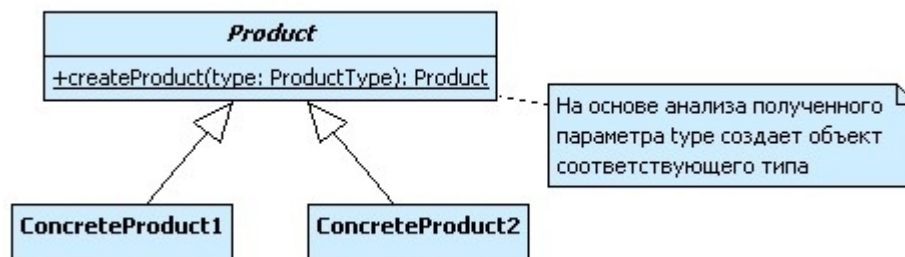 Product
+createProduct(type: ProductType): Product
На основе анализа полученного
параметра type создает объект
соответствующего типа
ConcreteProduct1
ConcreteProduct2